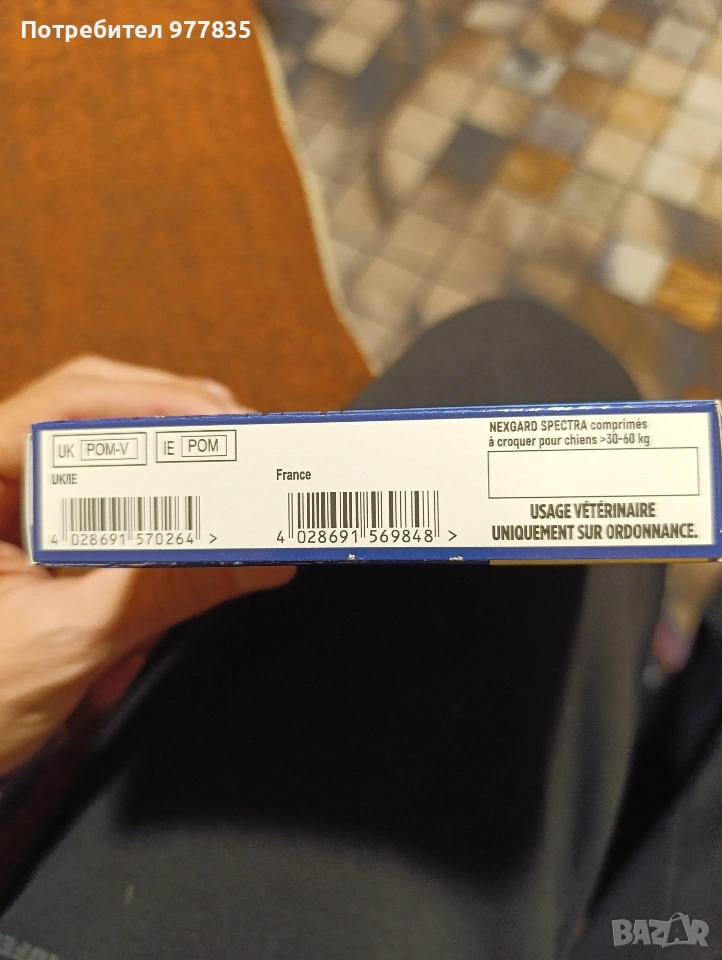 Потребител 977835
UK POM-V IE POM
UK/IE
4 028691 570264 >
France
4 028691 569848 >
NEXGARD SPECTRA comprimés
à croquer pour chiens >30-60 kg
USAGE VÉTÉRINAIRE
UNIQUEMENT SUR ORDONNANCE.
BAZAR